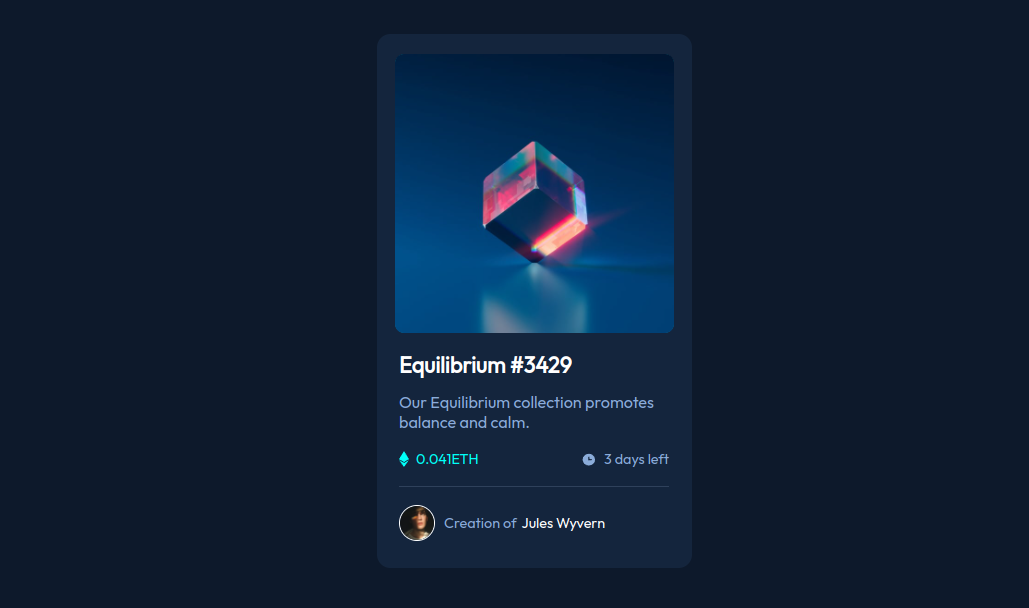 Equilibrium #3429
Our Equilibrium collection promotes
balance and calm.
0.041ETH
3 days left
Creation of Jules Wyvern